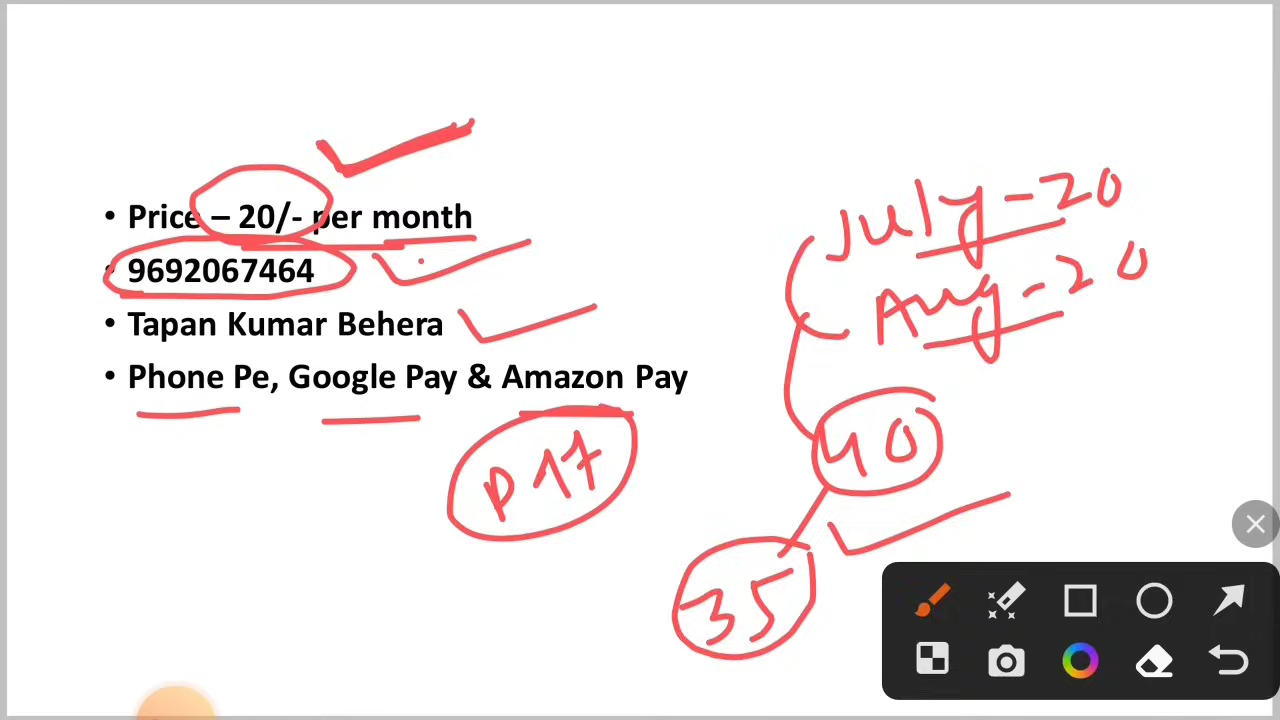 • Price – 20/- per month
• 9692067464
• Tapan Kumar Behera
• Phone Pe, Google Pay & Amazon Pay
July - 20
Aug - 20
40
35